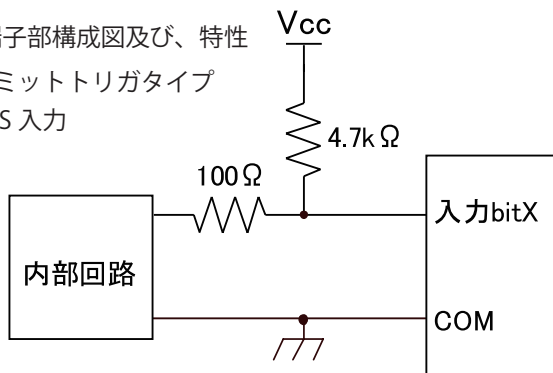 子部構成図及び、特性
ミットトリガタイプ
S 入力
Vcc
4.7kΩ
100Ω
内部回路
入力bitX
COM